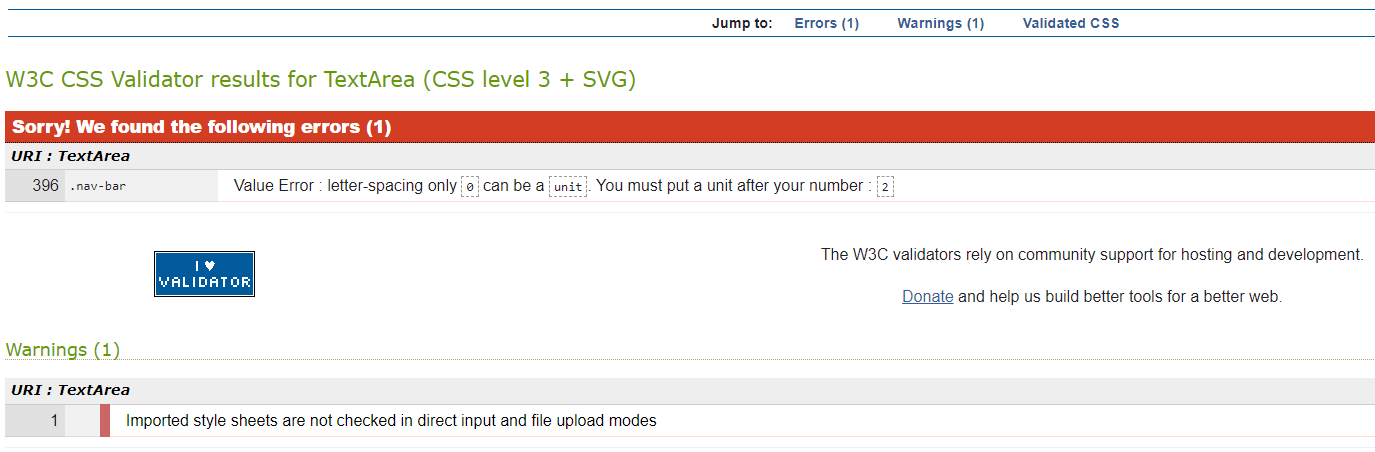 Jump to: Errors (1) Warnings (1) Validated CSS
W3C CSS Validator results for TextArea (CSS level 3 + SVG)
Sorry! We found the following errors (1)
URI : TextArea
396 .nav-bar Value Error : letter-spacing only 0 can be a unit. You must put a unit after your number : 2
I ♥
VALIDATOR
The W3C validators rely on community support for hosting and development.
Donate and help us build better tools for a better web.
Warnings (1)
URI : TextArea
1 Imported style sheets are not checked in direct input and file upload modes